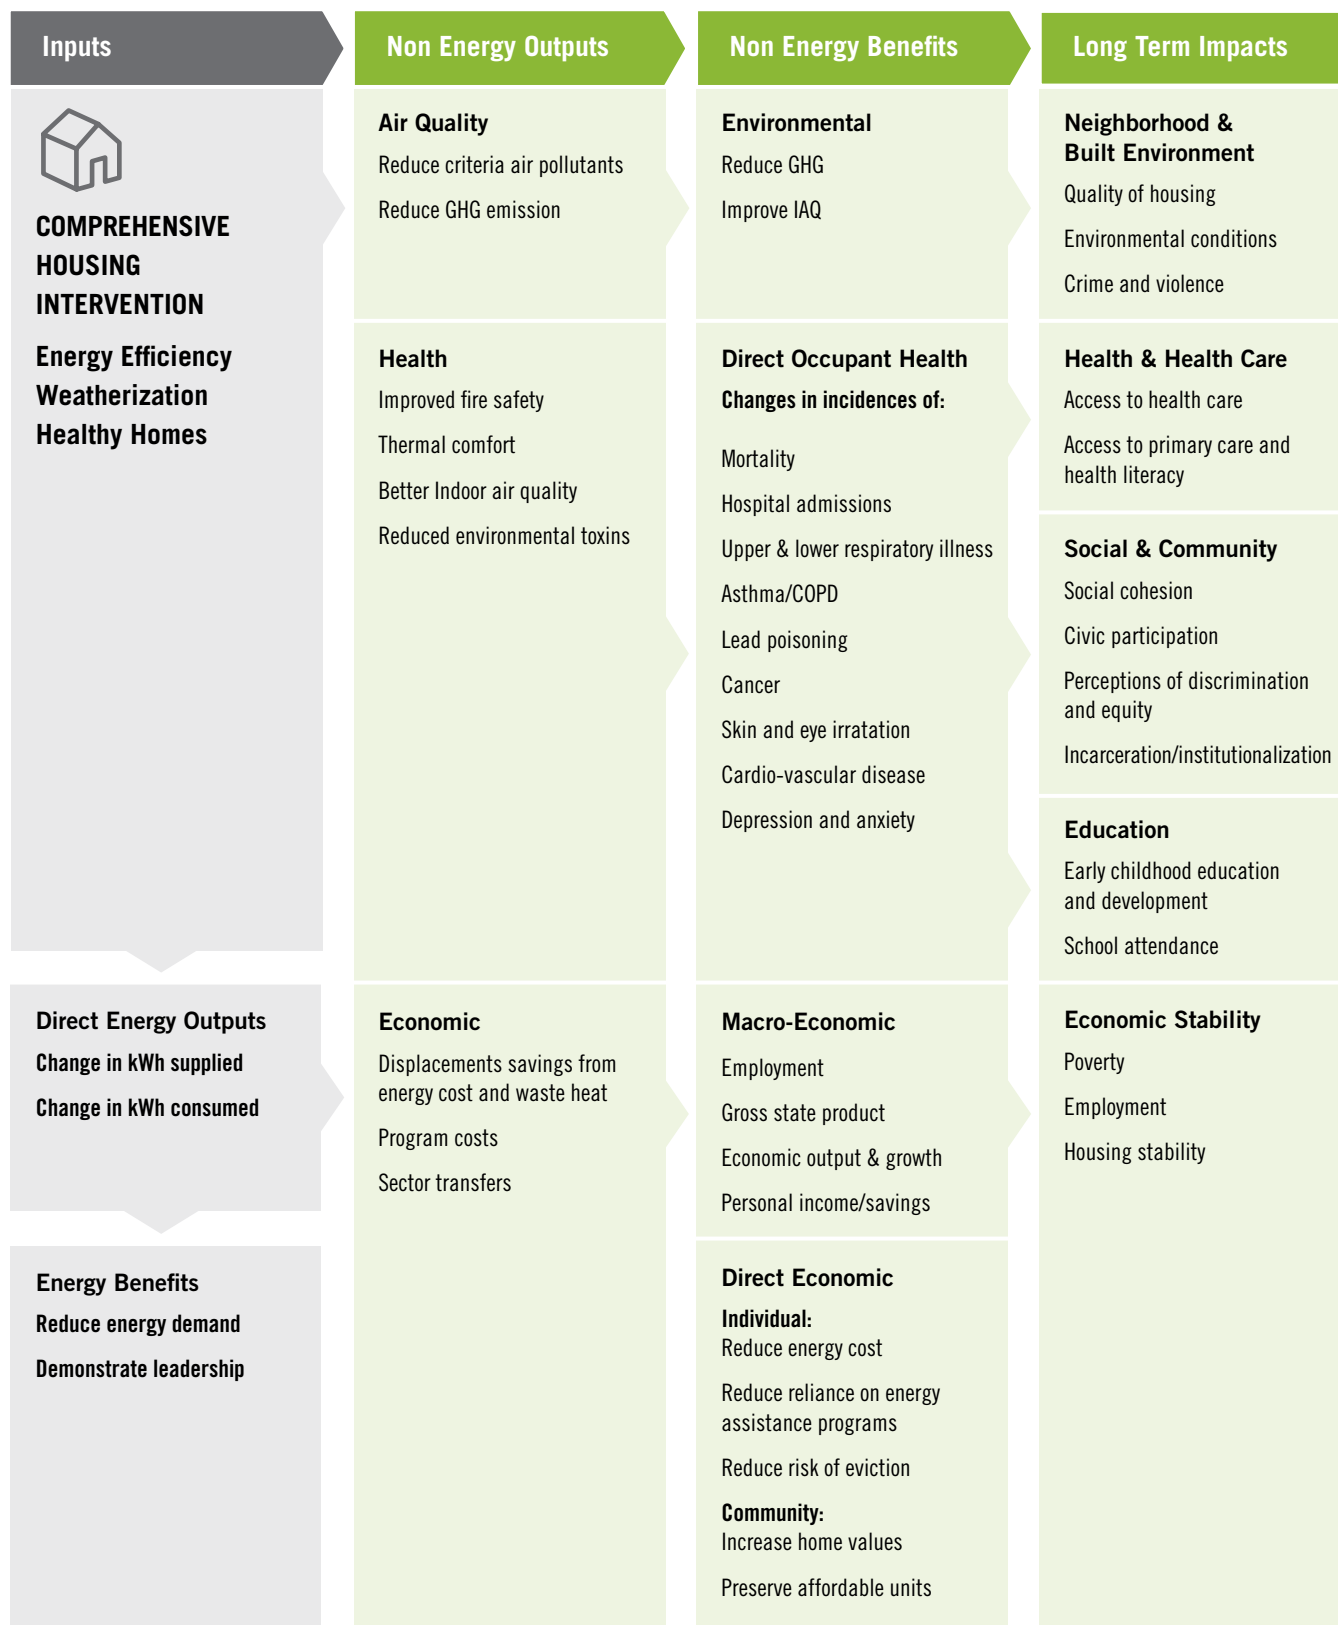 Inputs
Non Energy Outputs
Non Energy Benefits
Long Term Impacts
COMPREHENSIVE
HOUSING
INTERVENTION
Energy Efficiency
Weatherization
Healthy Homes
Direct Energy Outputs
Change in kWh supplied
Change in kWh consumed
Energy Benefits
Reduce energy demand
Demonstrate leadership
Air Quality
Reduce criteria air pollutants
Reduce GHG emission
Health
Improved fire safety
Thermal comfort
Better Indoor air quality
Reduced environmental toxins
Economic
Displacements savings from
energy cost and waste heat
Program costs
Sector transfers
Environmental
Reduce GHG
Improve IAQ
Direct Occupant Health
Changes in incidences of:
Mortality
Hospital admissions
Upper & lower respiratory illness
Asthma/COPD
Lead poisoning
Cancer
Skin and eye irratation
Cardio-vascular disease
Depression and anxiety
Macro-Economic
Employment
Gross state product
Economic output & growth
Personal income/savings
Direct Economic
Individual:
Reduce energy cost
Reduce reliance on energy
assistance programs
Reduce risk of eviction
Community:
Increase home values
Preserve affordable units
Neighborhood &
Built Environment
Quality of housing
Environmental conditions
Crime and violence
Health & Health Care
Access to health care
Access to primary care and
health literacy
Social & Community
Social cohesion
Civic participation
Perceptions of discrimination
and equity
Incarceration/institutionalization
Education
Early childhood education
and development
School attendance
Economic Stability
Poverty
Employment
Housing stability